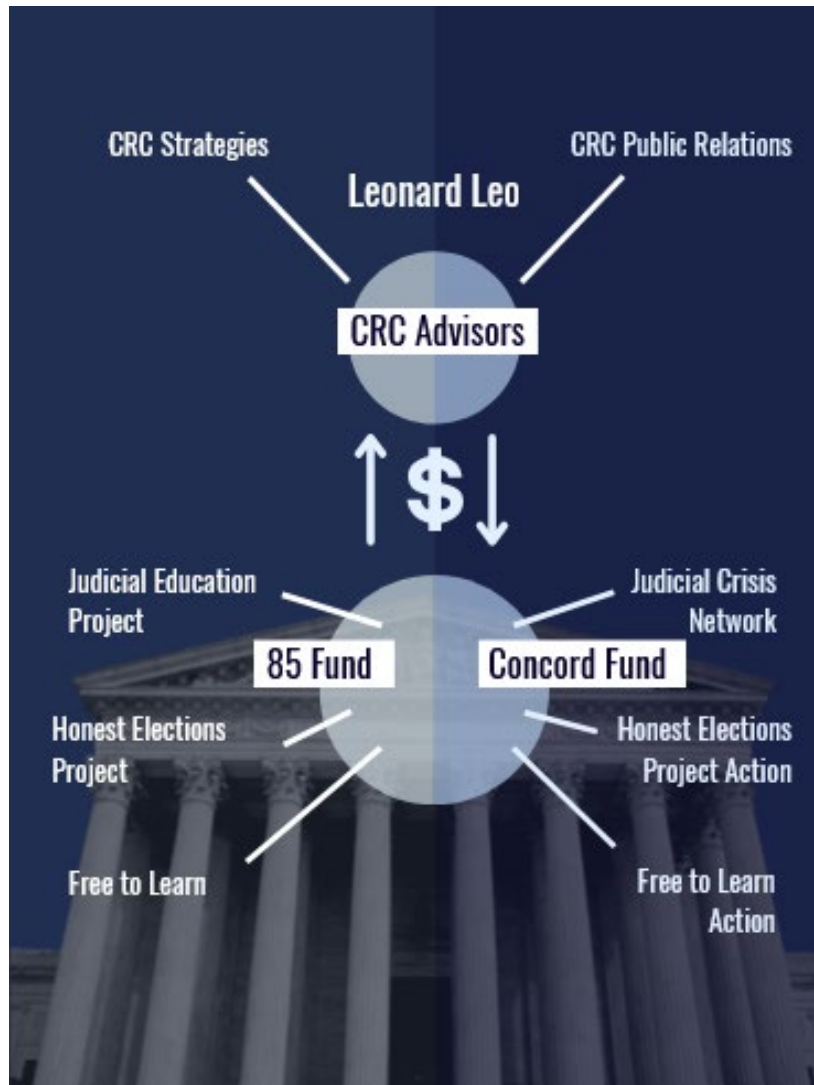 CRC Strategies
CRC Public Relations
Leonard Leo
CRC Advisors
$
Judicial Education
Project
Judicial Crisis
Network
85 Fund
Concord Fund
Honest Elections
Project
Honest Elections
Project Action
Free to Learn
Free to Learn
Action